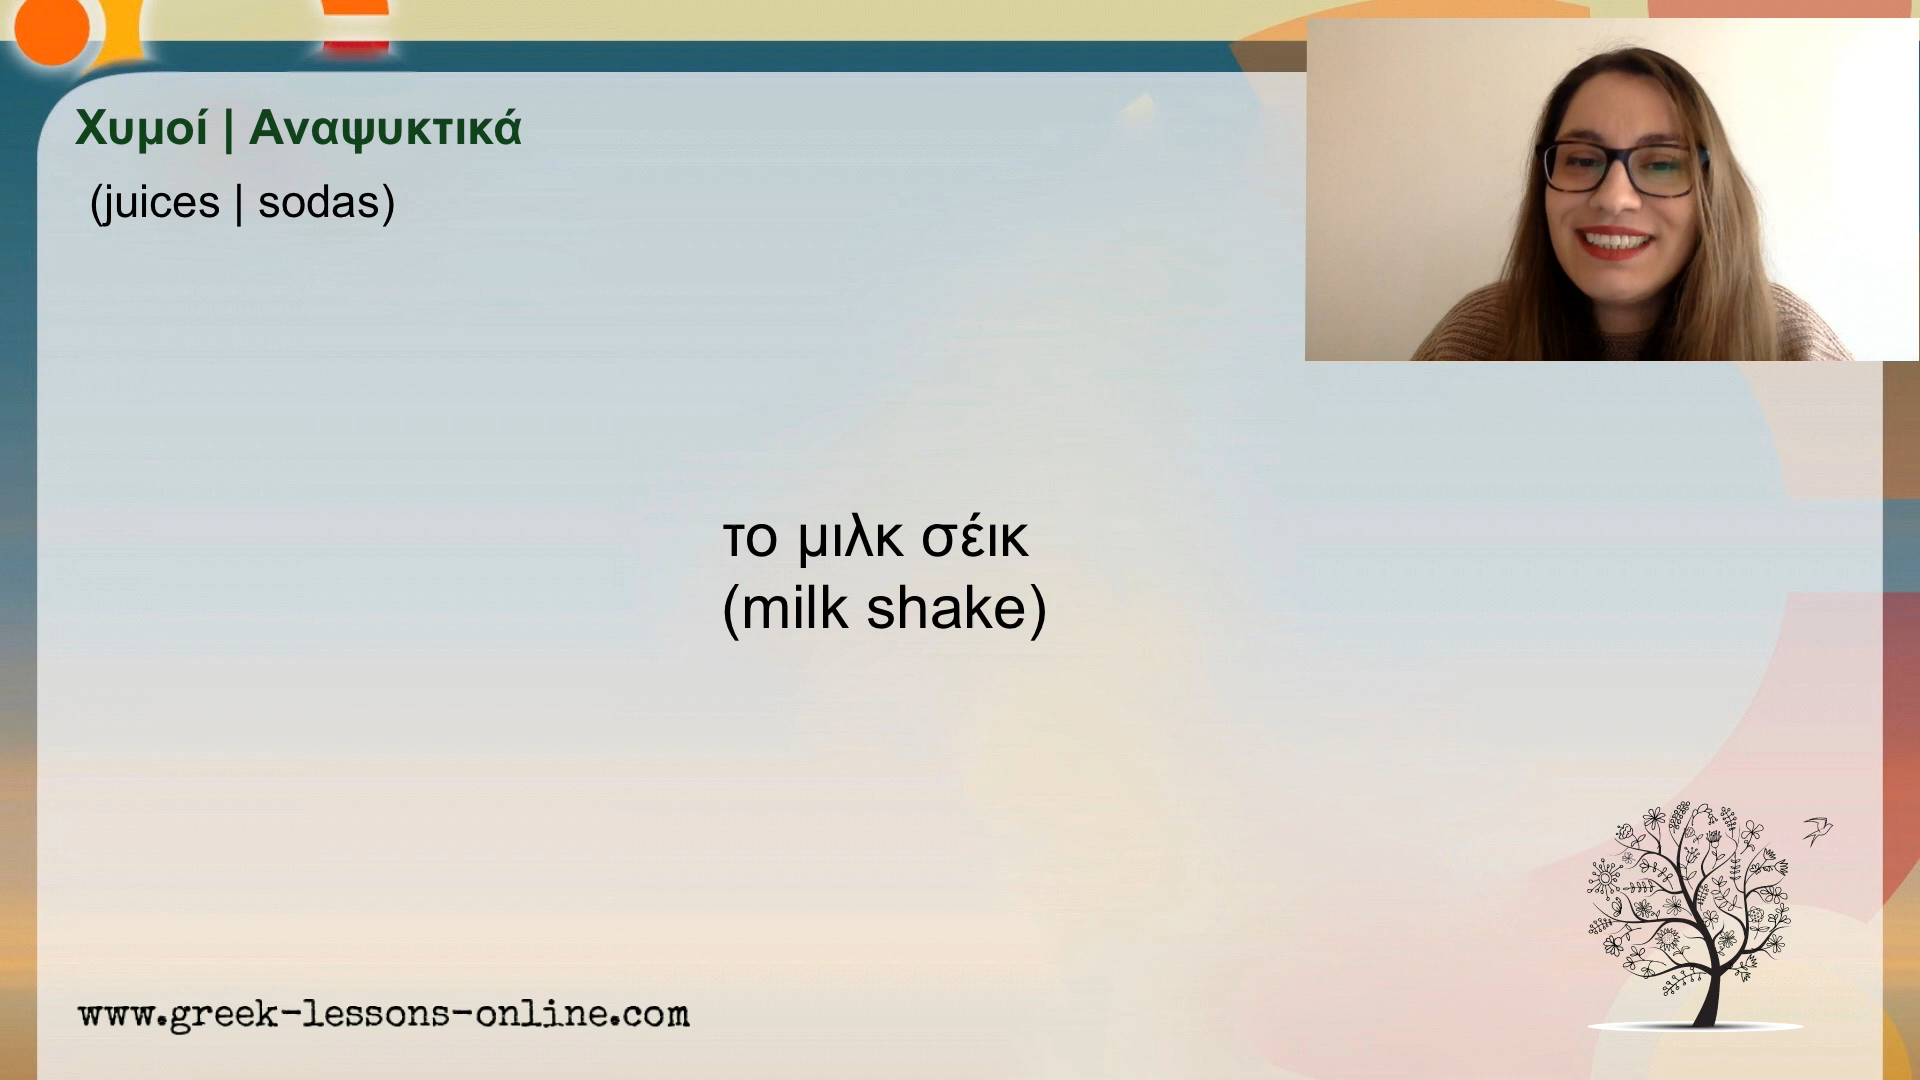 Χυμοί | Αναψυκτικά
(juices | sodas)
το μιλκ σέικ
(milk shake)
www.greek-lessons-online.com